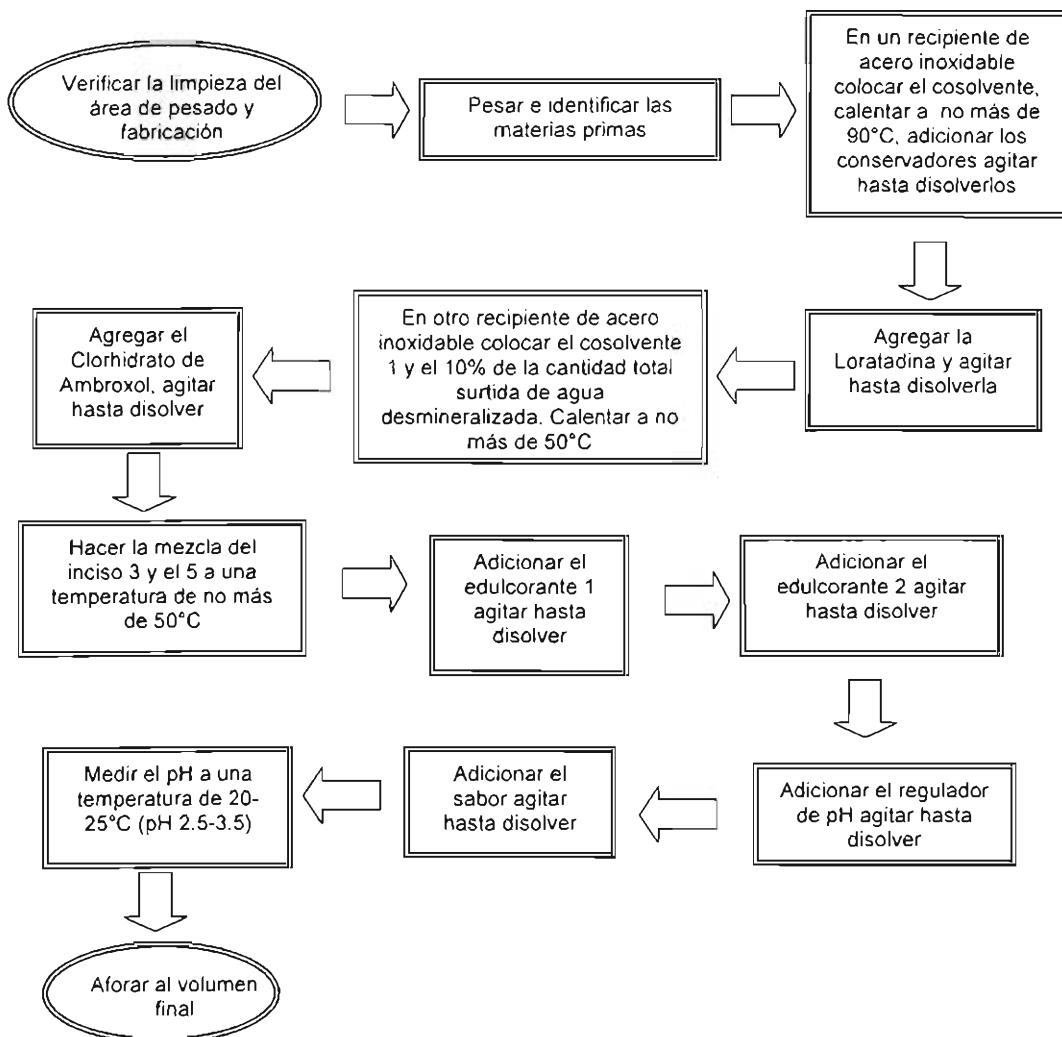 Verificar la limpieza del
área de pesado y
fabricación
Pesar e identificar las
materias primas
En un recipiente de
acero inoxidable
colocar el cosolvente,
calentar a no más de
90°C, adicionar los
conservadores agitar
hasta disolverlos
Agregar la
Loratadina y agitar
hasta disolverla
En otro recipiente de acero
inoxidable colocar el cosolvente
1 y el 10% de la cantidad total
surtida de agua
desmineralizada. Calentar a no
más de 50°C
Agregar el
Clorhidrato de
Ambroxol, agitar
hasta disolver
Hacer la mezcla del
inciso 3 y el 5 a una
temperatura de no más
de 50°C
Adicionar el
edulcorante 1
agitar hasta
disolver
Adicionar el
edulcorante 2 agitar
hasta disolver
Adicionar el regulador
de pH agitar hasta
disolver
Adicionar el
sabor agitar
hasta disolver
Medir el pH a una
temperatura de 20-
25°C (pH 2.5-3.5)
Aforar al volumen
final